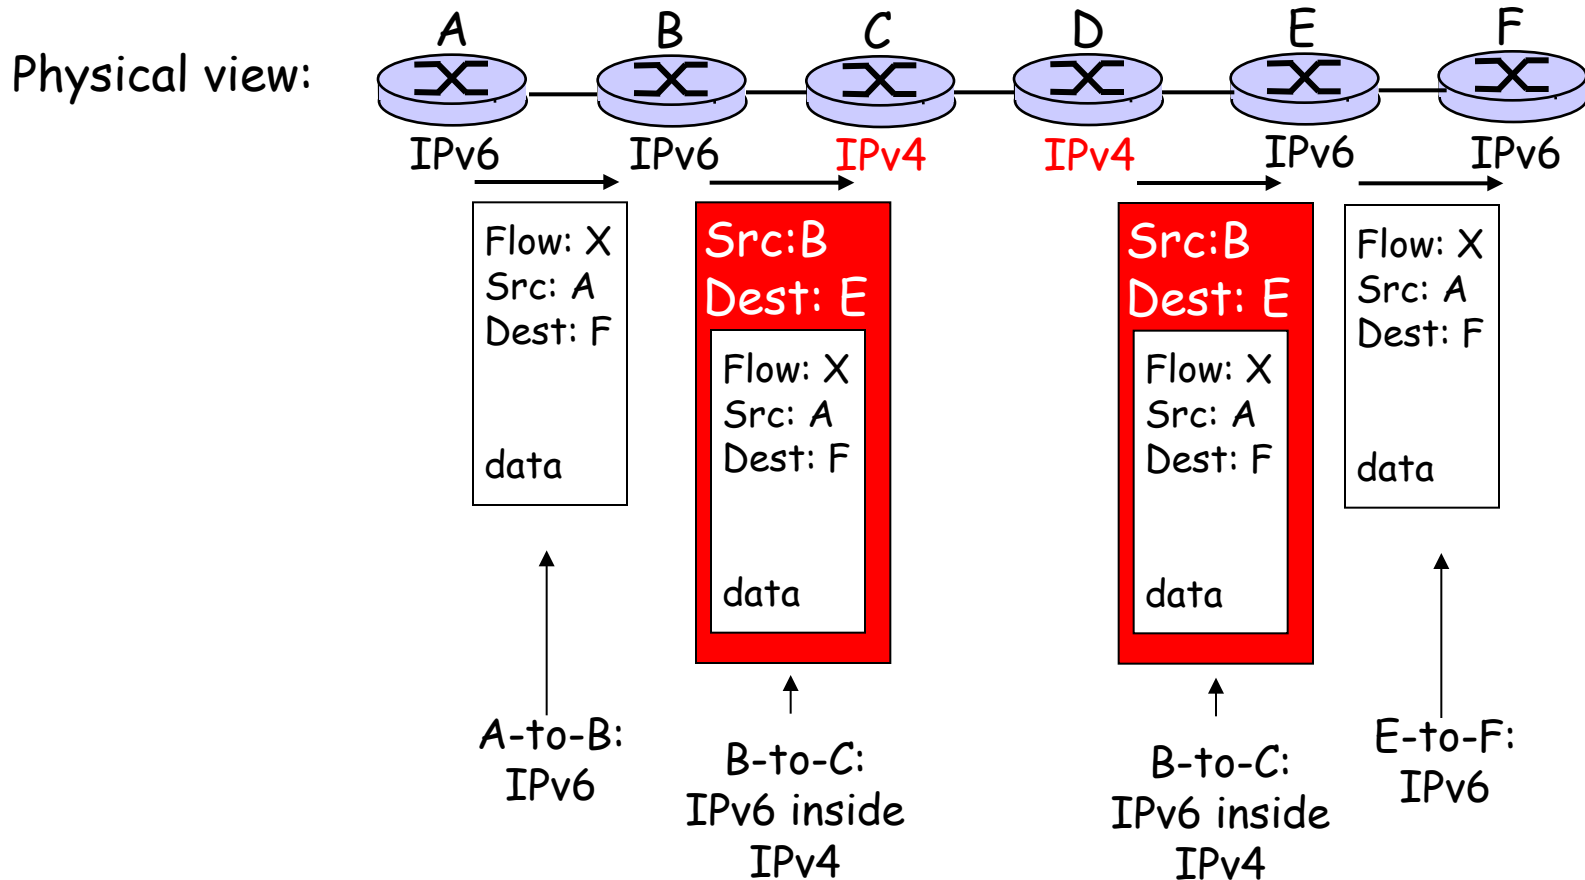 A B C D E F
Physical view:
IPv6 IPv6 IPv4 IPv4 IPv6 IPv6
Flow: X
Src: A
Dest: F
data
Src:B
Dest: E
Flow: X
Src: A
Dest: F
data
Src:B
Dest: E
Flow: X
Src: A
Dest: F
data
Flow: X
Src: A
Dest: F
data
A-to-B:
IPv6
B-to-C:
IPv6 inside
IPv4
B-to-C:
IPv6 inside
IPv4
E-to-F:
IPv6